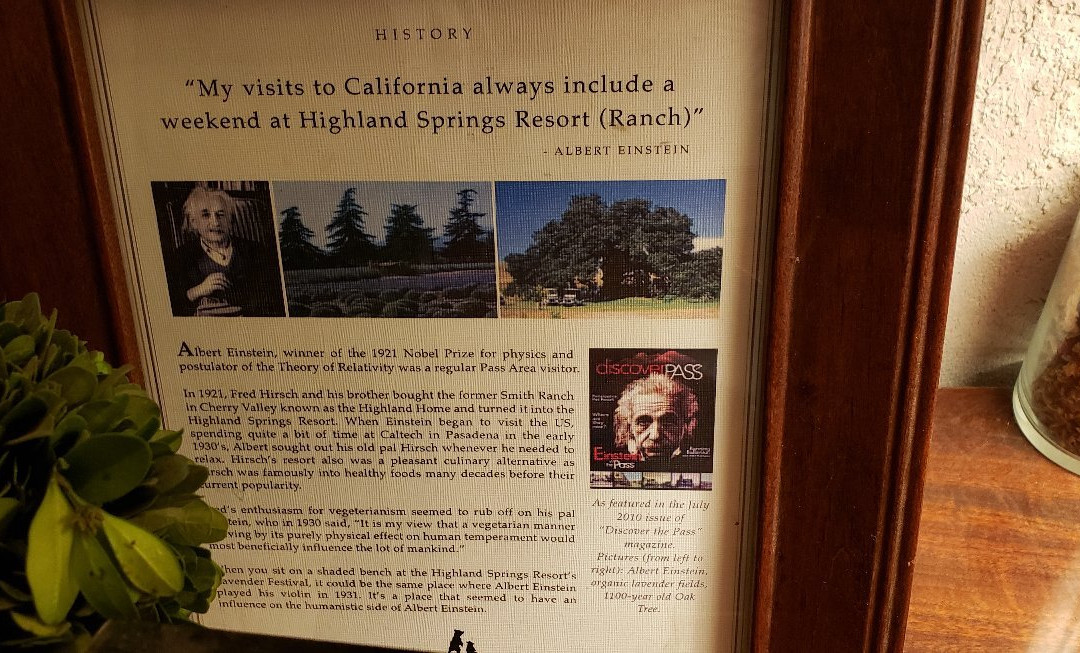 HISTORY
"My visits to California always include a
weekend at Highland Springs Resort (Ranch)"
- ALBERT EINSTEIN
Albert Einstein, winner of the 1921 Nobel Prize for physics and
postulator of the Theory of Relativity was a regular Pass Area visitor.
In 1921, Fred Hirsch and his brother bought the former Smith Ranch
in Cherry Valley known as the Highland Home and turned it into the
Highland Springs Resort. When Einstein began to visit the US,
spending quite a bit of time at Caltech in Pasadena in the early
1930's, Albert sought out his old pal Hirsch whenever he needed to
relax. Hirsch's resort also was a pleasant culinary alternative as
irsch was famously into healthy foods many decades before their
urrent popularity.
d's enthusiasm for vegeterianism seemed to rub off on his pal
tein, who in 1930 said, "It is my view that a vegetarian manner
ving by its purely physical effect on human temperament would
most beneficially influence the lot of mankind."
hen you sit on a shaded bench at the Highland Springs Resort's
avender Festival, it could be the same place where Albert Einstein
played his violin in 1931. It's a place that seemed to have an
influence on the humanistic side of Albert Einstein.
discoverPASS
Einstein
the Pass
As featured in the July
2010 issue of
"Discover the Pass"
magazine.
Pictures (from left to
right): Albert Einstein,
organic lavender fields,
1100-year old Oak
Tree.